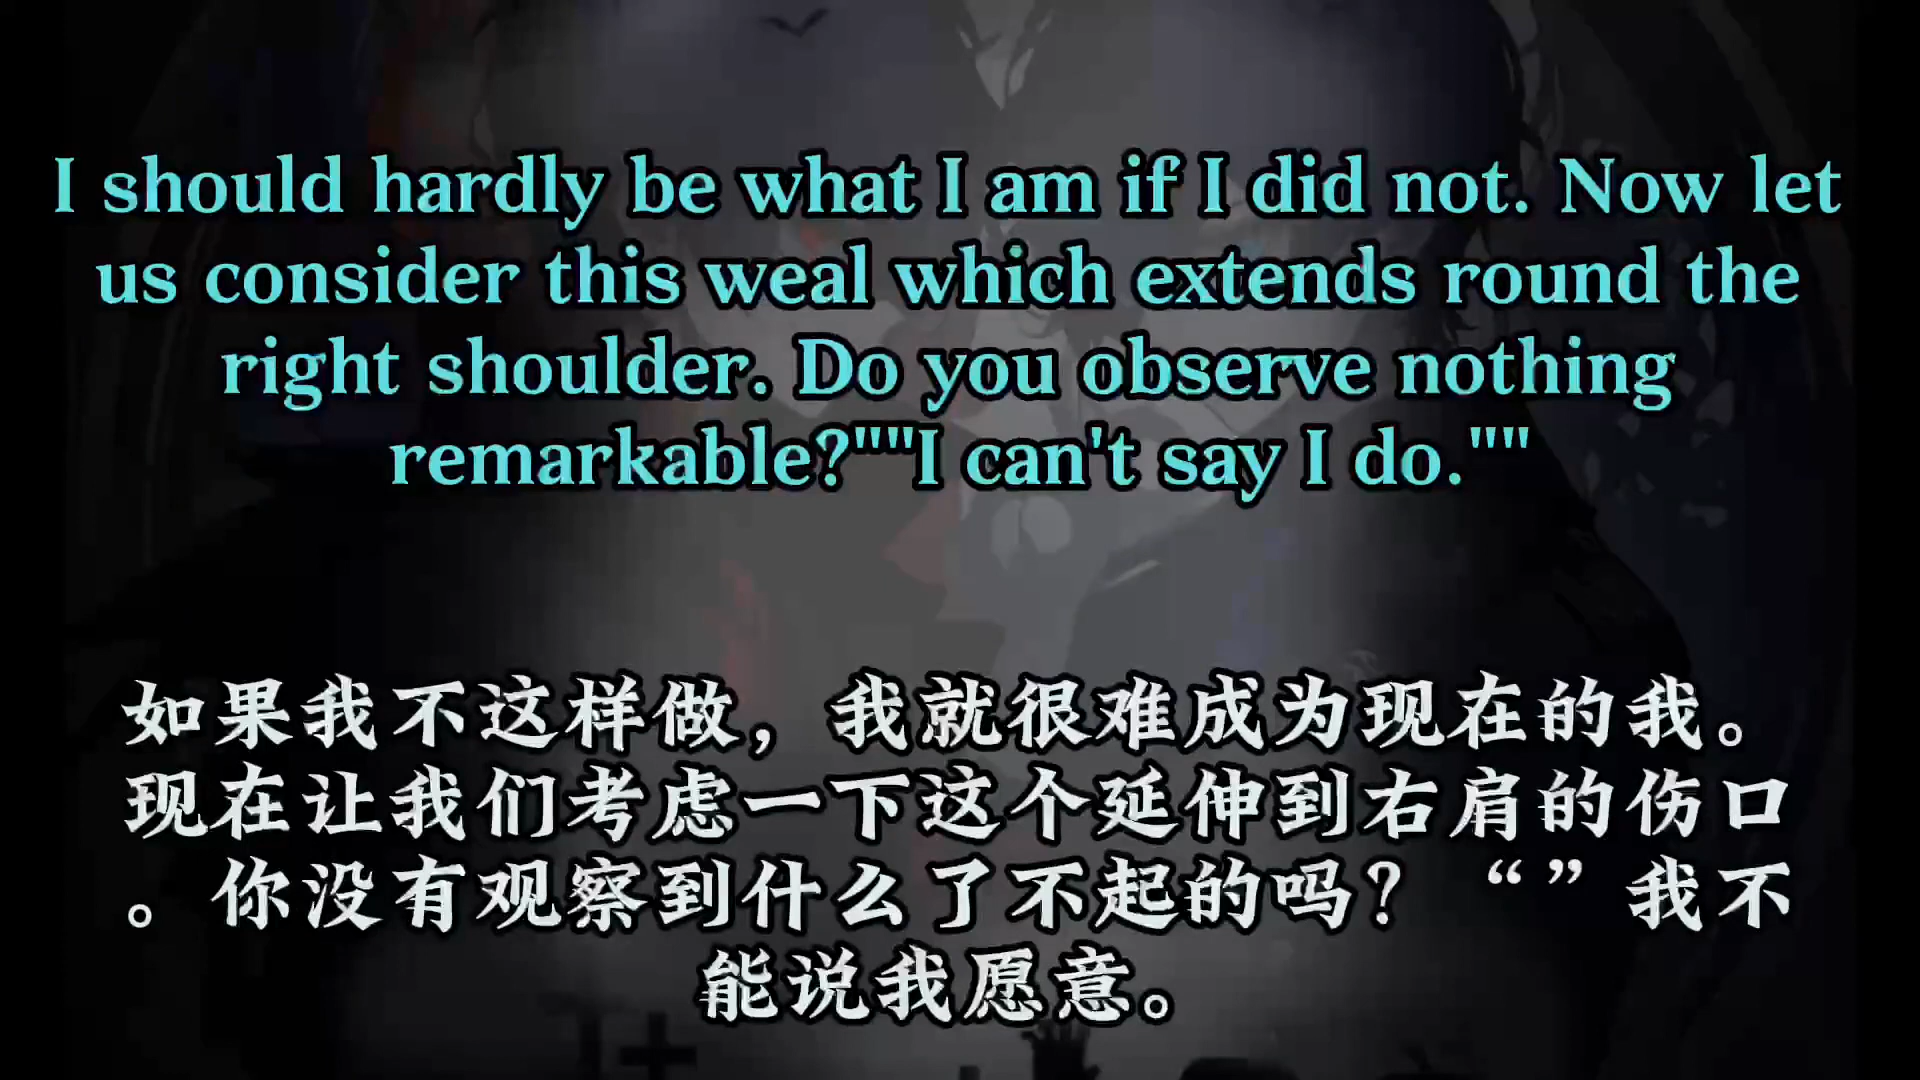 I should hardly be what I am if I did not. Now let
us consider this weal which extends round the
right shoulder. Do you observe nothing
remarkable?""I can't say I do.""
如果我不这样做，我就很难成为现在的我。
现在让我们考虑一下这个延伸到右肩的伤口
。你没有观察到什么了不起的吗？“”我不
能说我愿意。